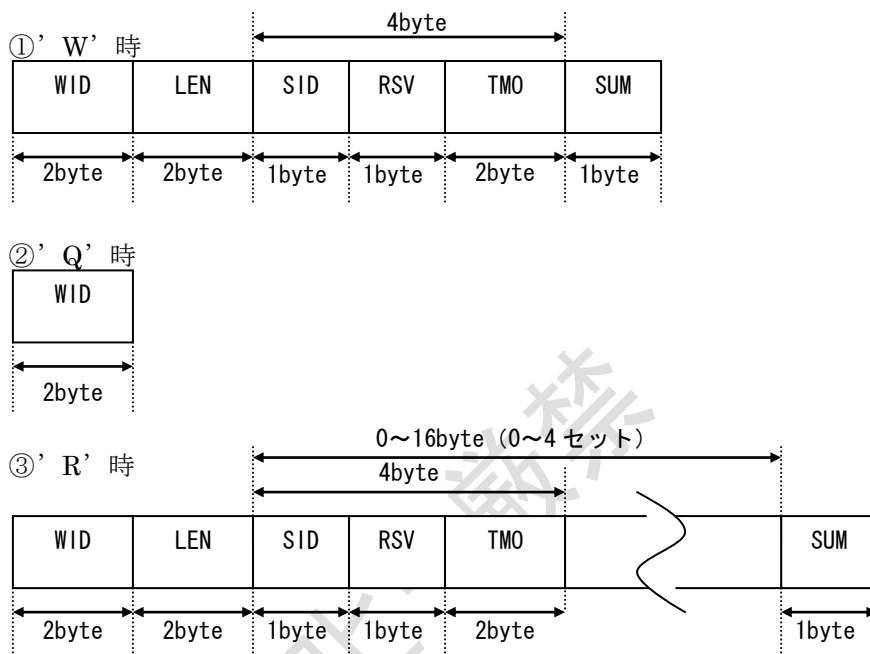 4byte
①’W’時
WID LEN SID RSV TMO SUM
2byte 2byte 1byte 1byte 2byte 1byte
②’Q’時
WID
2byte
0～16byte（0～4 セット）
③’R’時
4byte
WID LEN SID RSV TMO SUM
2byte 2byte 1byte 1byte 2byte 1byte
厳禁